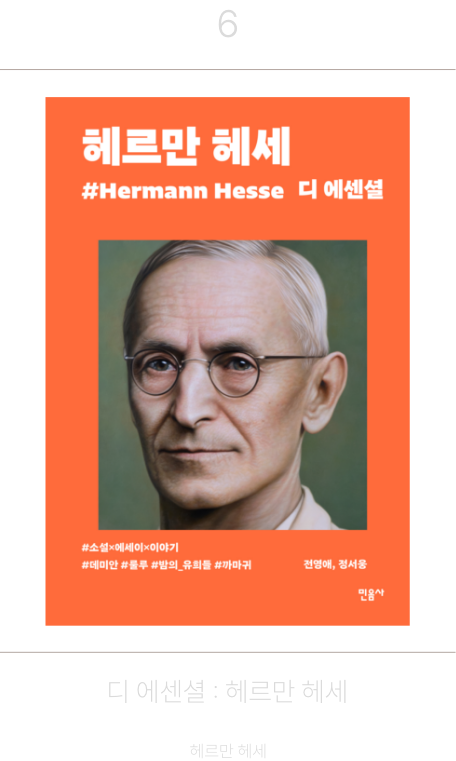 6
헤르만 헤세
#Hermann Hesse 디 에센셜
#소설×에세이×이야기
#데미안 #룰루 #밤의_유희들 #까마귀
전영애, 정서웅
민음사
디 에센셜 : 헤르만 헤세
헤르만 헤세